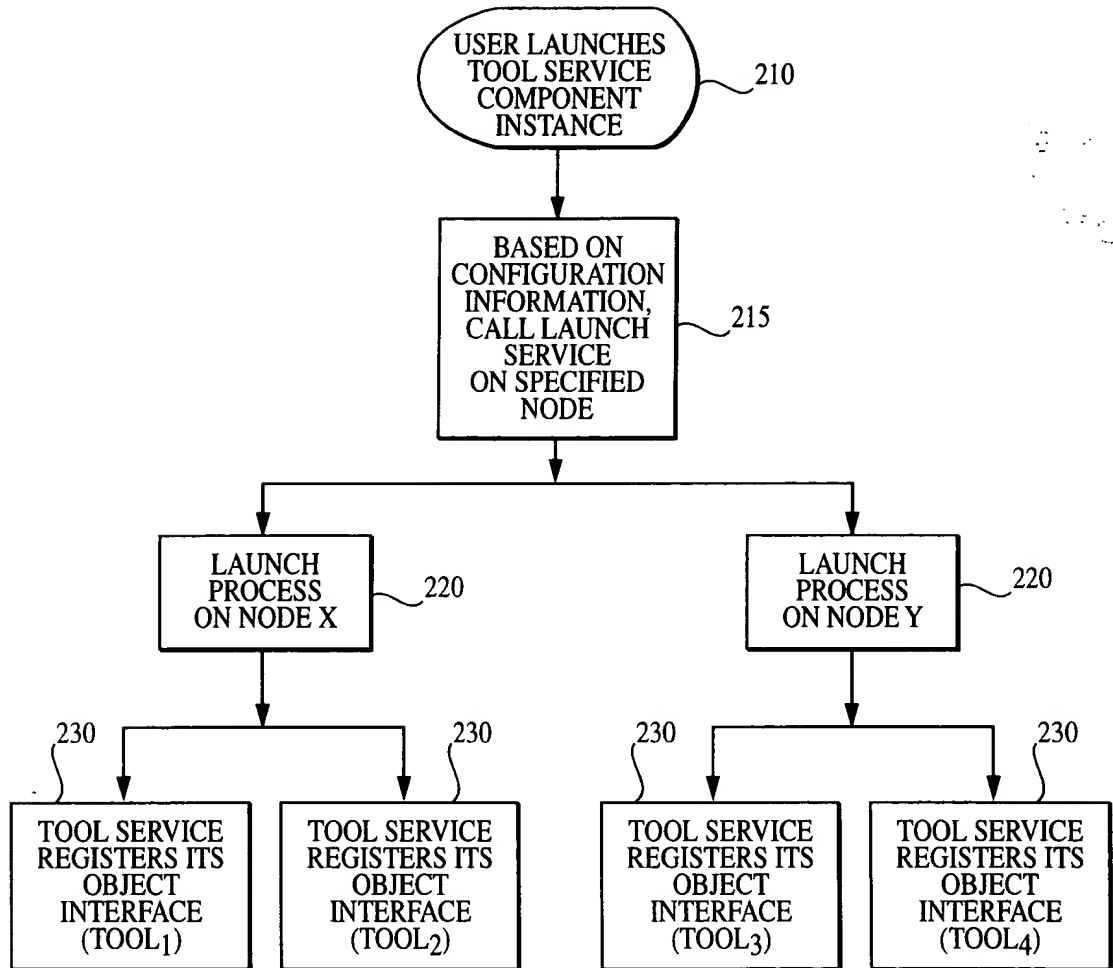 USER LAUNCHES
TOOL SERVICE
COMPONENT
INSTANCE
210
BASED ON
CONFIGURATION
INFORMATION,
CALL LAUNCH
SERVICE
ON SPECIFIED
NODE
215
LAUNCH
PROCESS
ON NODE X
220
LAUNCH
PROCESS
ON NODE Y
220
230
TOOL SERVICE
REGISTERS ITS
OBJECT
INTERFACE
(TOOL₁)
230
TOOL SERVICE
REGISTERS ITS
OBJECT
INTERFACE
(TOOL₂)
230
TOOL SERVICE
REGISTERS ITS
OBJECT
INTERFACE
(TOOL₃)
230
TOOL SERVICE
REGISTERS ITS
OBJECT
INTERFACE
(TOOL₄)